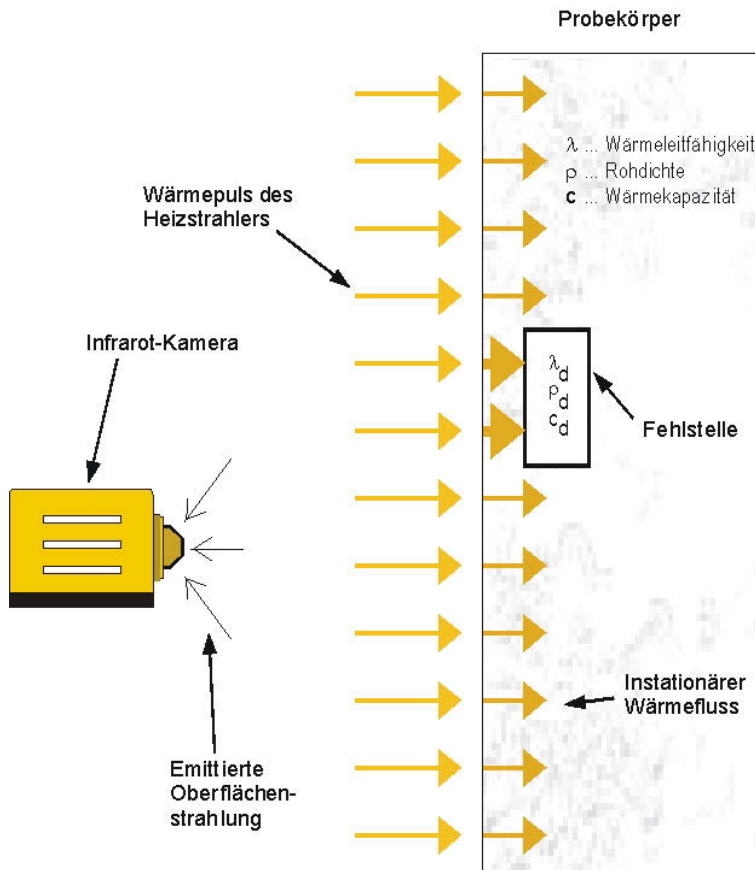 Probekörper
λ ... Wärmeleitfähigkeit
ρ ... Rohdichte
c ... Wärmekapazität
Wärmepuls des
Heizstrahlers
Infrarot-Kamera
λd
ρd
cd
Fehlstelle
Instationärer
Wärmefluss
Emittierte
Oberflächen-
strahlung